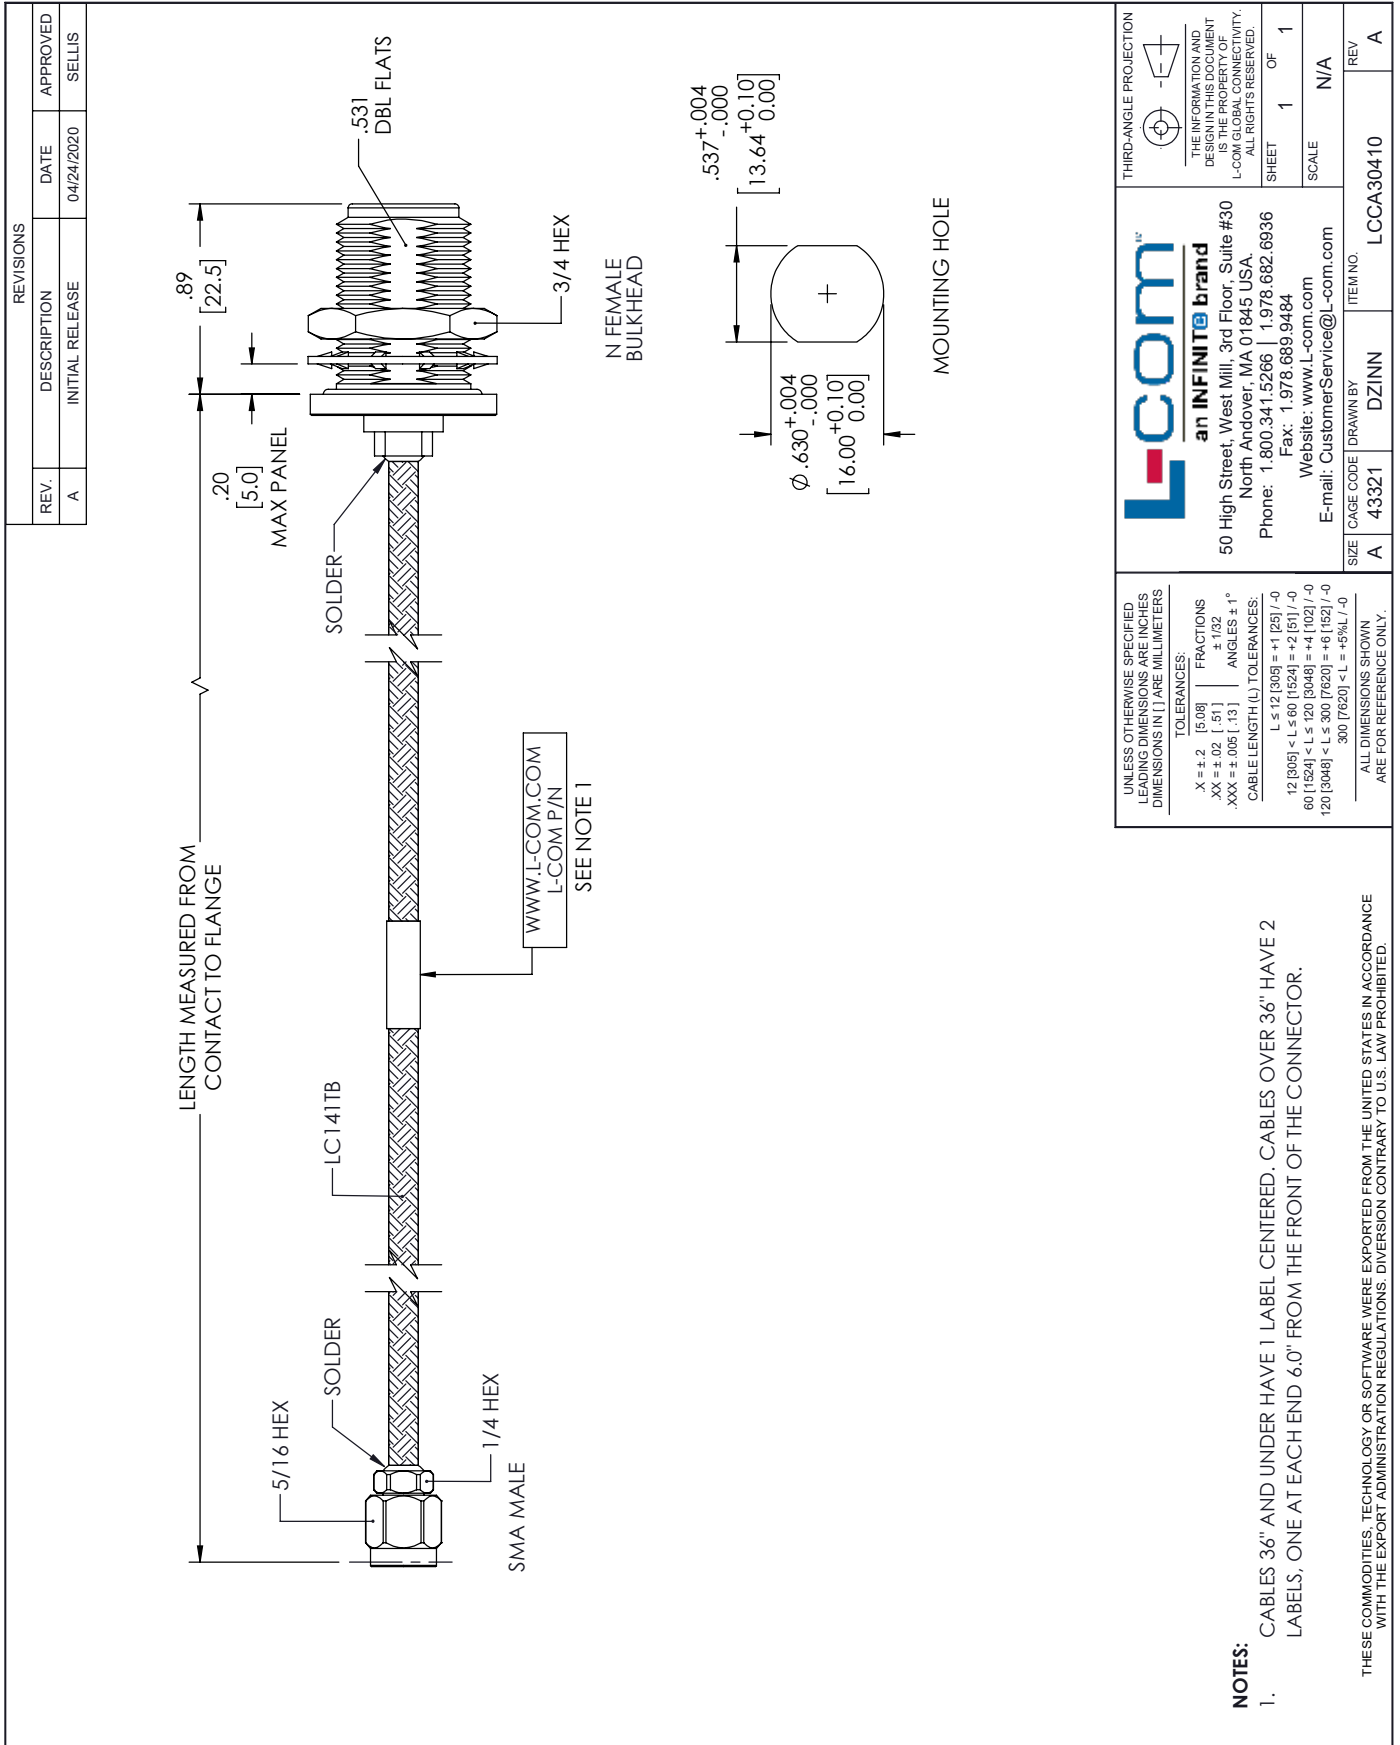 REVISIONS
REV. DESCRIPTION DATE APPROVED
A INITIAL RELEASE 04/24/2020 SELLIS
LENGTH MEASURED FROM
CONTACT TO FLANGE
.89
[22.5]
.20
[5.0]
MAX PANEL
5/16 HEX
SOLDER
LC141TB
SOLDER
.531
DBL FLATS
1/4 HEX
SMA MALE
WWW.L-COM.COM
L-COM P/N
SEE NOTE 1
3/4 HEX
N FEMALE
BULKHEAD
.537 +.004 -.000
[13.64 +0.10 0.00]
Ø .630 +.004 -.000
[16.00 +0.10 0.00]
MOUNTING HOLE
NOTES:
1. CABLES 36" AND UNDER HAVE 1 LABEL CENTERED. CABLES OVER 36" HAVE 2
LABELS, ONE AT EACH END 6.0" FROM THE FRONT OF THE CONNECTOR.
THESE COMMODITIES, TECHNOLOGY OR SOFTWARE WERE EXPORTED FROM THE UNITED STATES IN ACCORDANCE
WITH THE EXPORT ADMINISTRATION REGULATIONS. DIVERSION CONTRARY TO U.S. LAW PROHIBITED.
UNLESS OTHERWISE SPECIFIED
LEADING DIMENSIONS ARE INCHES
DIMENSIONS IN [ ] ARE MILLIMETERS
TOLERANCES:
.X = ±.2 [5.08] FRACTIONS
.XX = ±.02 [.51] ± 1/32
.XXX = ±.005 [.13] ANGLES ± 1°
CABLE LENGTH (L) TOLERANCES:
L ≤ 12 [305] = +1 [25] / -0
12 [305] < L ≤ 60 [1524] = +2 [51] / -0
60 [1524] < L ≤ 120 [3048] = +4 [102] / -0
120 [3048] < L ≤ 300 [7620] = +6 [152] / -0
300 [7620] < L = +5%L / -0
ALL DIMENSIONS SHOWN
ARE FOR REFERENCE ONLY.
L-com
an INFINITe brand
50 High Street, West Mill, 3rd Floor, Suite #30
North Andover, MA 01845 USA.
Phone: 1.800.341.5266 | 1.978.682.6936
Fax: 1.978.689.9484
Website: www.L-com.com
E-mail: CustomerService@L-com.com
THIRD-ANGLE PROJECTION
THE INFORMATION AND
DESIGN IN THIS DOCUMENT
IS THE PROPERTY OF
L-COM GLOBAL CONNECTIVITY.
ALL RIGHTS RESERVED.
SHEET 1 OF 1
SCALE N/A
SIZE A
CAGE CODE 43321
DRAWN BY DZINN
ITEM NO. LCCA30410
REV A